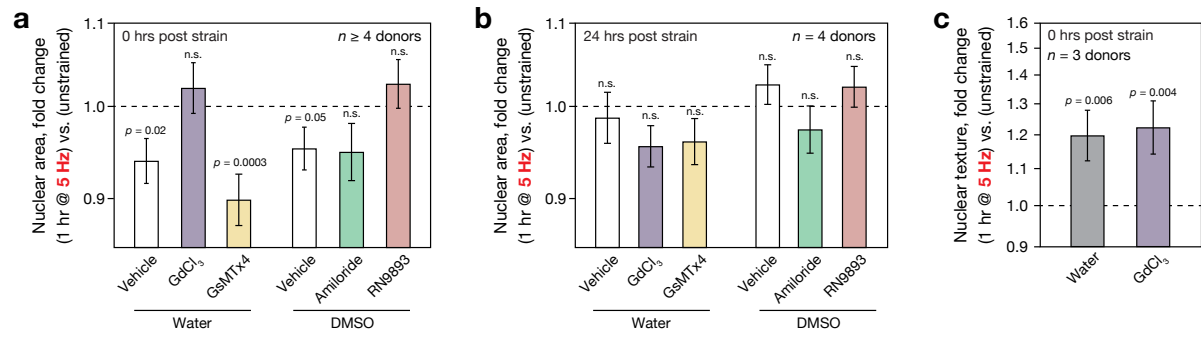 a
Nuclear area, fold change
(1 hr @ 5 Hz) vs. (unstrained)
1.1
1.0
0.9
0 hrs post strain
n ≥ 4 donors
p = 0.02
n.s.
p = 0.0003
p = 0.05
n.s.
n.s.
Vehicle
GdCl₃
GsMTx4
Vehicle
Amiloride
RN9893
Water
DMSO
b
Nuclear area, fold change
(1 hr @ 5 Hz) vs. (unstrained)
1.1
1.0
0.9
24 hrs post strain
n = 4 donors
n.s.
n.s.
n.s.
n.s.
n.s.
n.s.
Vehicle
GdCl₃
GsMTx4
Vehicle
Amiloride
RN9893
Water
DMSO
c
Nuclear texture, fold change
(1 hr @ 5 Hz) vs. (unstrained)
1.6
1.5
1.4
1.3
1.2
1.1
1.0
0.9
0 hrs post strain
n = 3 donors
p = 0.006
p = 0.004
Water
GdCl₃